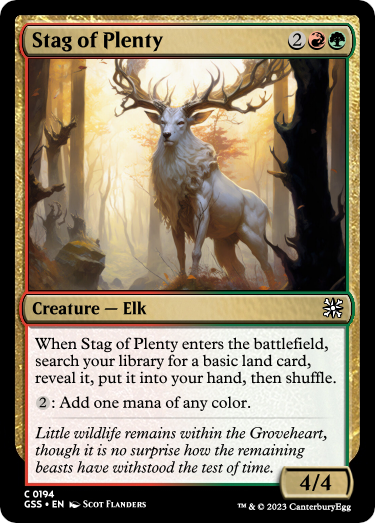 Stag of Plenty 2
Creature — Elk
When Stag of Plenty enters the battlefield,
search your library for a basic land card,
reveal it, put it into your hand, then shuffle.
2: Add one mana of any color.
Little wildlife remains within the Groveheart,
though it is no surprise how the remaining
beasts have withstood the test of time.
4/4
C 0194
GSS • EN Scot Flanders
™ & © 2023 CanterburyEgg